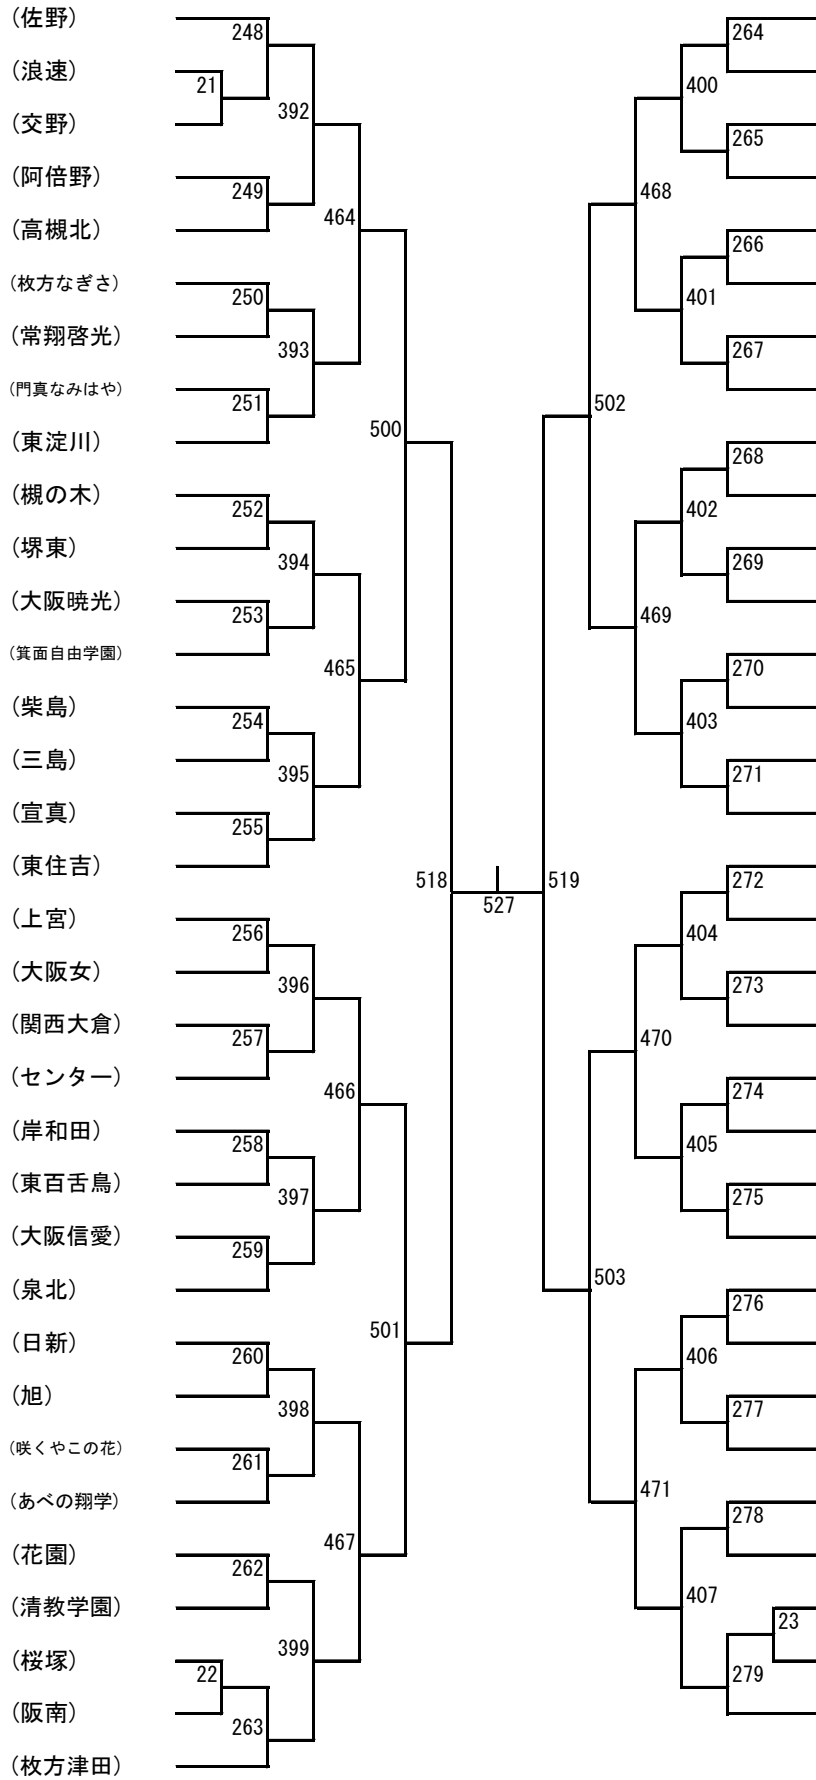 (佐野)
248
264
(浪速)
21
400
(交野)
392
265
(阿倍野)
249
468
(高槻北)
464
266
(枚方なぎさ)
250
401
(常翔啓光)
393
267
(門真なみはや)
251
502
(東淀川)
500
268
(槻の木)
252
402
(堺東)
394
269
(大阪暁光)
253
469
(箕面自由学園)
465
270
(柴島)
254
403
(三島)
395
271
(宣真)
255
(東住吉)
518
527
519
272
(上宮)
256
404
(大阪女)
396
273
(関西大倉)
257
470
(センター)
466
274
(岸和田)
258
405
(東百舌鳥)
397
275
(大阪信愛)
259
503
(泉北)
276
(日新)
501
260
406
(旭)
398
277
(咲くやこの花)
261
471
(あべの翔学)
278
(花園)
467
262
407
(清教学園)
23
(桜塚)
399
22
279
(阪南)
263
(枚方津田)